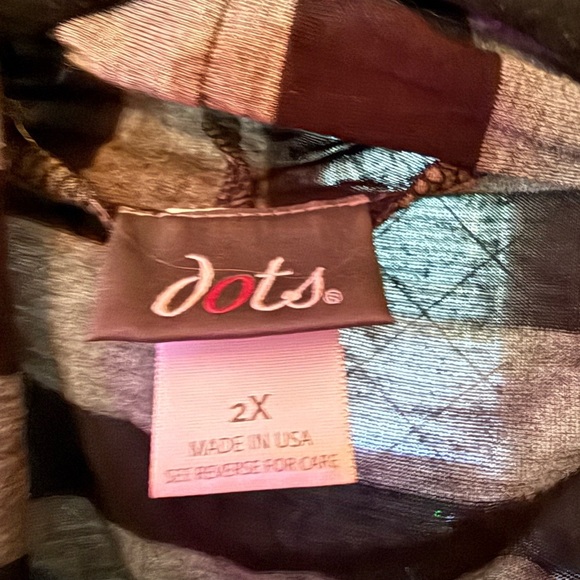 dots®
2X
MADE IN USA
SEE REVERSE FOR CARE